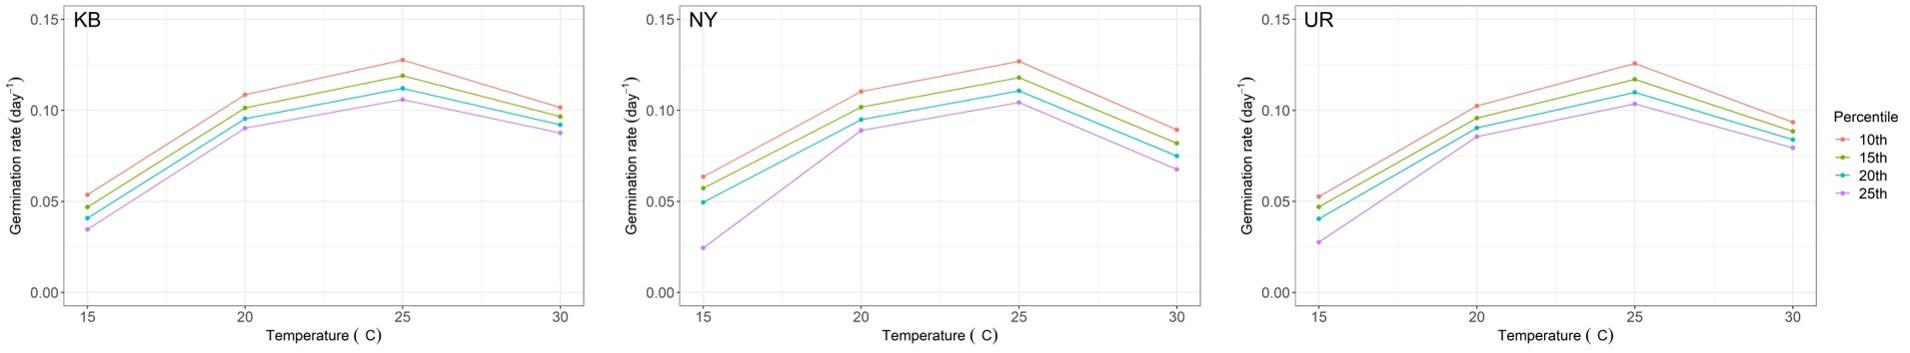 KB
0.15
0.10
0.05
0.00
Germination rate (day⁻¹)
15 20 25 30
Temperature ( C)
NY
0.15
0.10
0.05
0.00
Germination rate (day⁻¹)
15 20 25 30
Temperature ( C)
UR
0.15
0.10
0.05
0.00
Germination rate (day⁻¹)
15 20 25 30
Temperature ( C)
Percentile
10th
15th
20th
25th